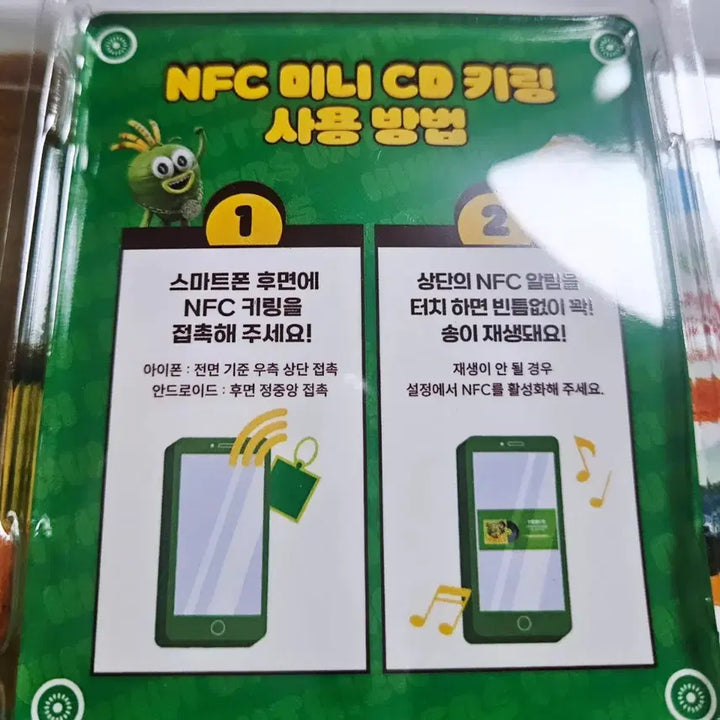 NFC 미니 CD 키링
사용 방법
1
스마트폰 후면에
NFC 키링을
접촉해 주세요!
아이폰 : 전면 기준 우측 상단 접촉
안드로이드 : 후면 정중앙 접촉
2
상단의 NFC 알림을
터치 하면 빈틈없이 꽉!
송이 재생돼요!
재생이 안 될 경우
설정에서 NFC를 활성화해 주세요.